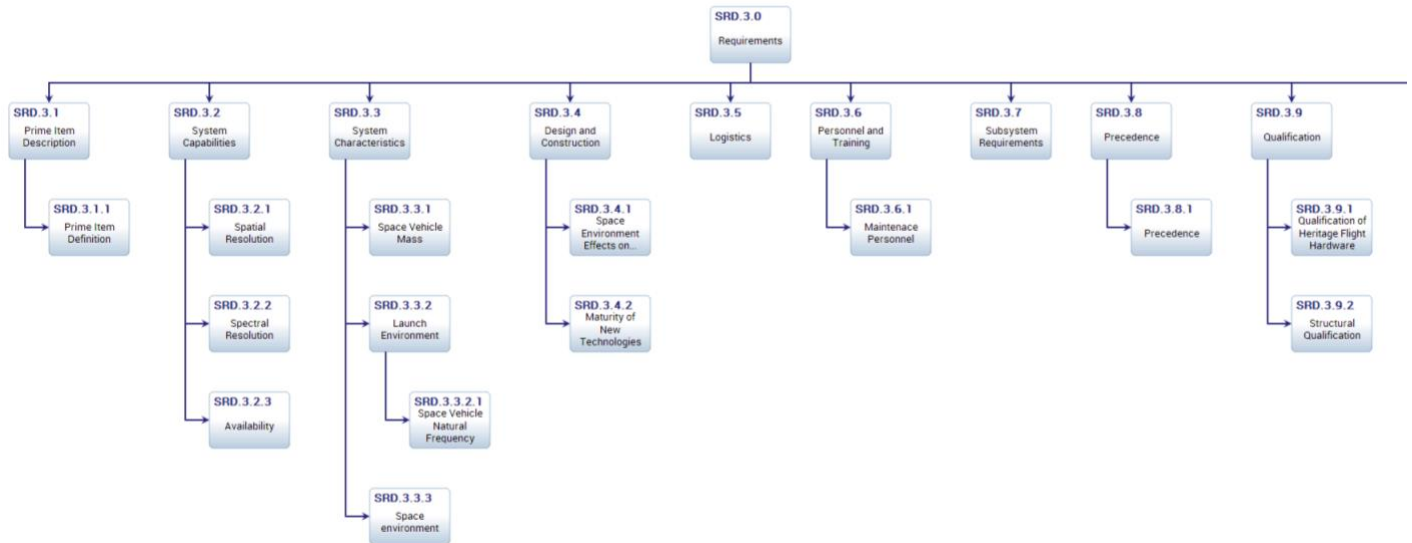 SRD.3.0
Requirements
SRD.3.1
Prime Item
Description
SRD.3.2
System
Capabilities
SRD.3.3
System
Characteristics
SRD.3.4
Design and
Construction
SRD.3.5
Logistics
SRD.3.6
Personnel and
Training
SRD.3.7
Subsystem
Requirements
SRD.3.8
Precedence
SRD.3.9
Qualification
SRD.3.1.1
Prime Item
Definition
SRD.3.2.1
Spatial
Resolution
SRD.3.3.1
Space Vehicle
Mass
SRD.3.4.1
Space
Environment
Effects on...
SRD.3.6.1
Maintenace
Personnel
SRD.3.8.1
Precedence
SRD.3.9.1
Qualification of
Heritage Flight
Hardware
SRD.3.2.2
Spectral
Resolution
SRD.3.3.2
Launch
Environment
SRD.3.4.2
Maturity of
New
Technologies
SRD.3.9.2
Structural
Qualification
SRD.3.2.3
Availability
SRD.3.3.2.1
Space Vehicle
Natural
Frequency
SRD.3.3.3
Space
environment